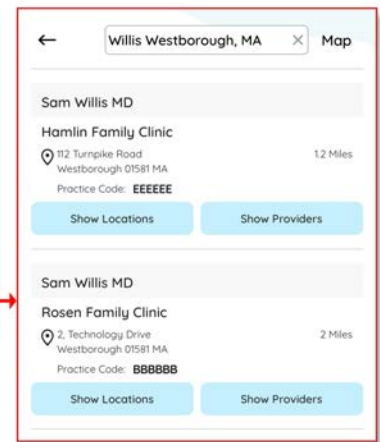 Willis Westborough, MA Map
Sam Willis MD
Hamlin Family Clinic
112 Turnpike Road 1.2 Miles
Westborough 01581 MA
Practice Code: EEEEEE
Show Locations Show Providers
Sam Willis MD
Rosen Family Clinic
2, Technology Drive 2 Miles
Westborough 01581 MA
Practice Code: BBBBBB
Show Locations Show Providers